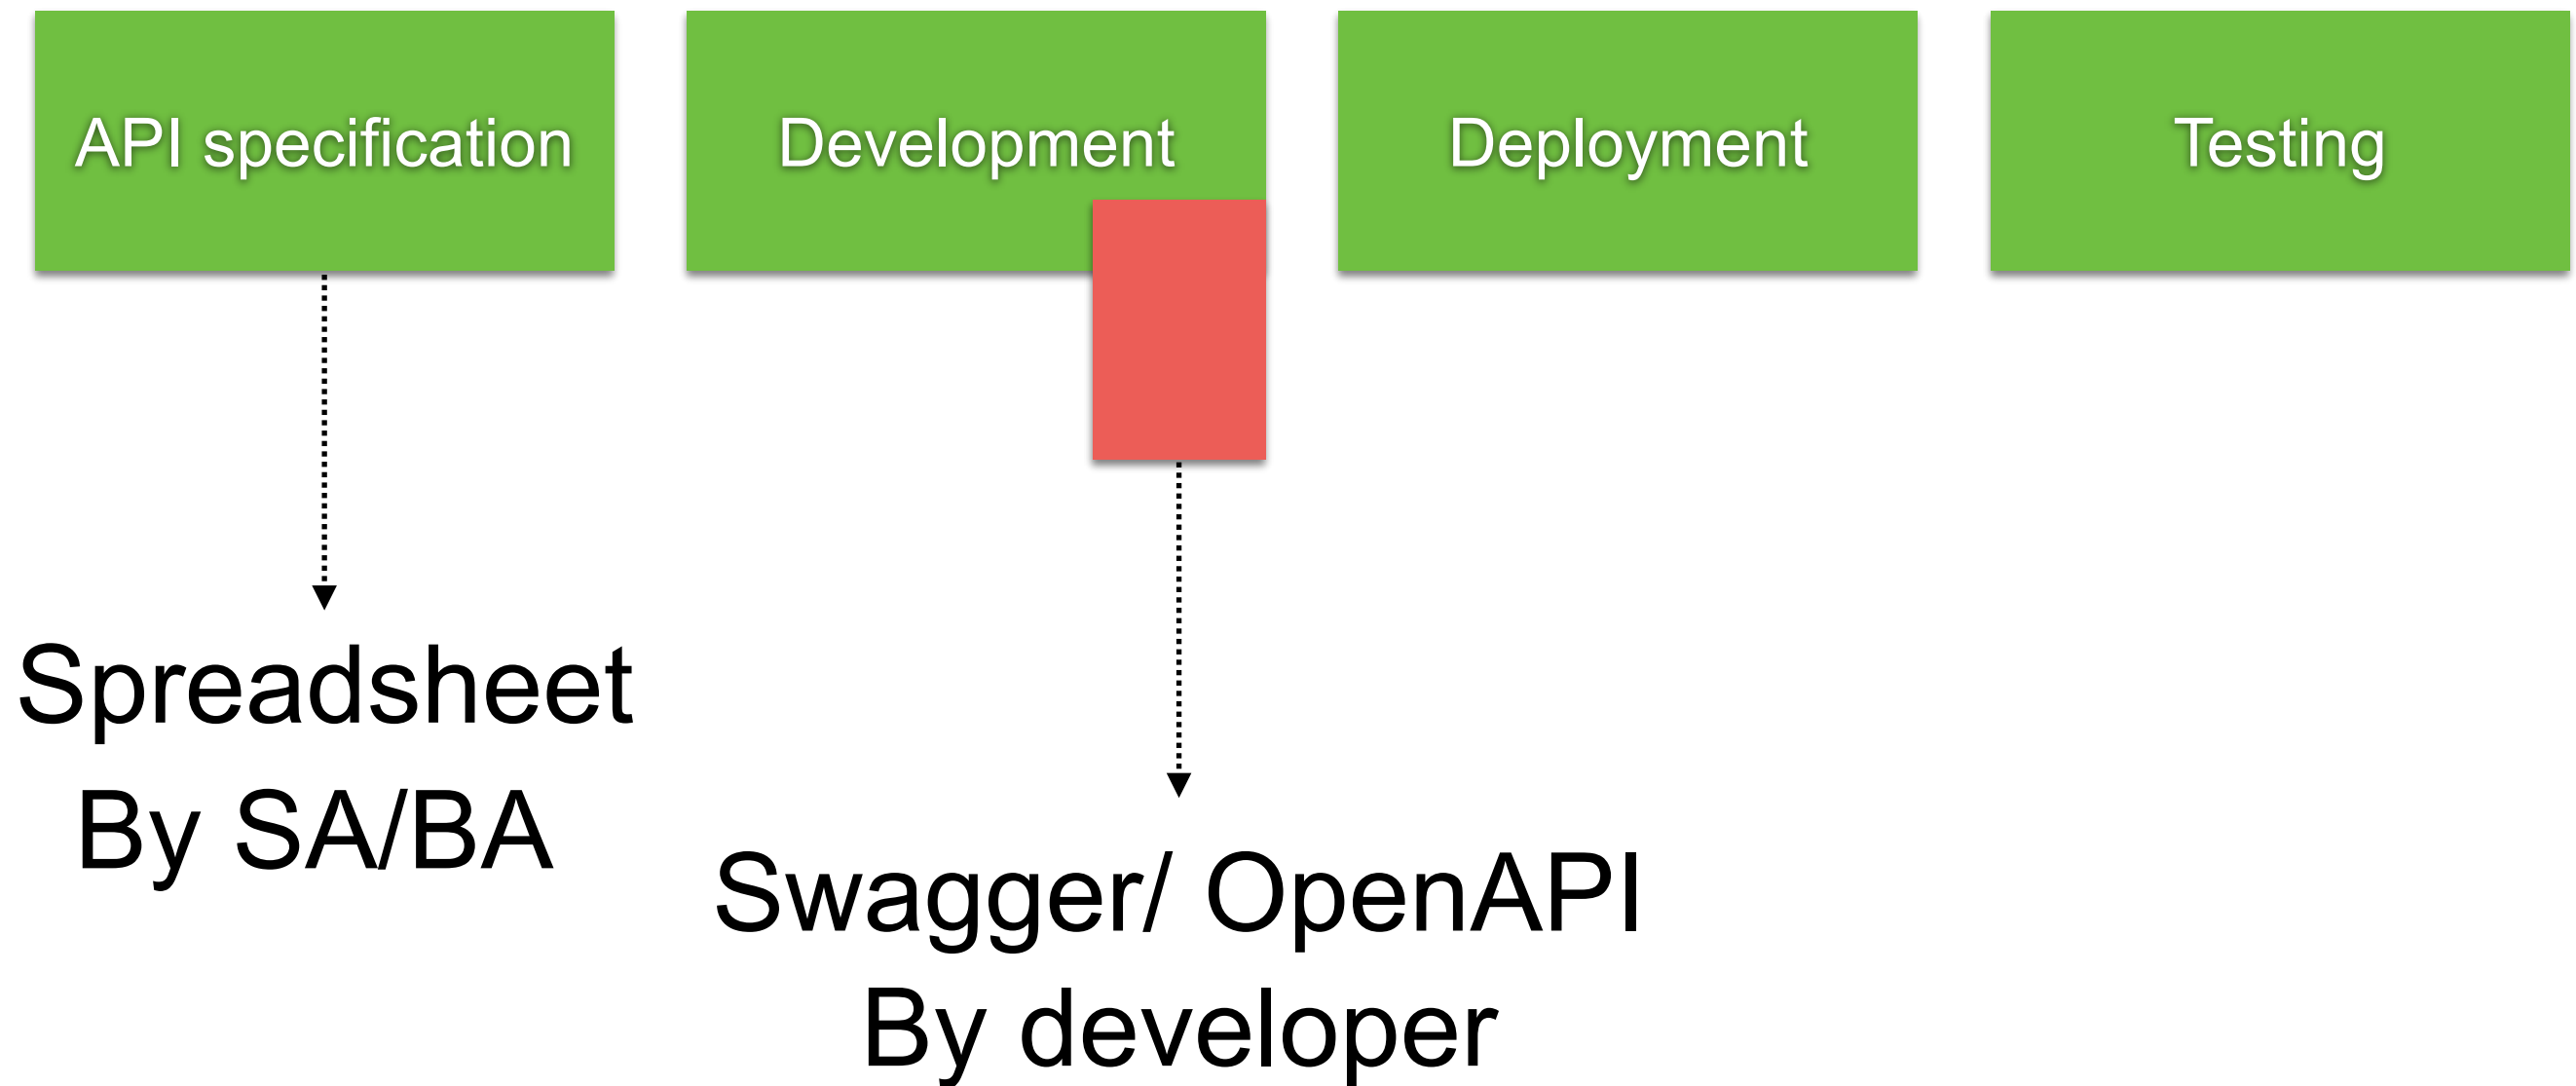 API specification
Development
Deployment
Testing
Spreadsheet
By SA/BA
Swagger/ OpenAPI
By developer